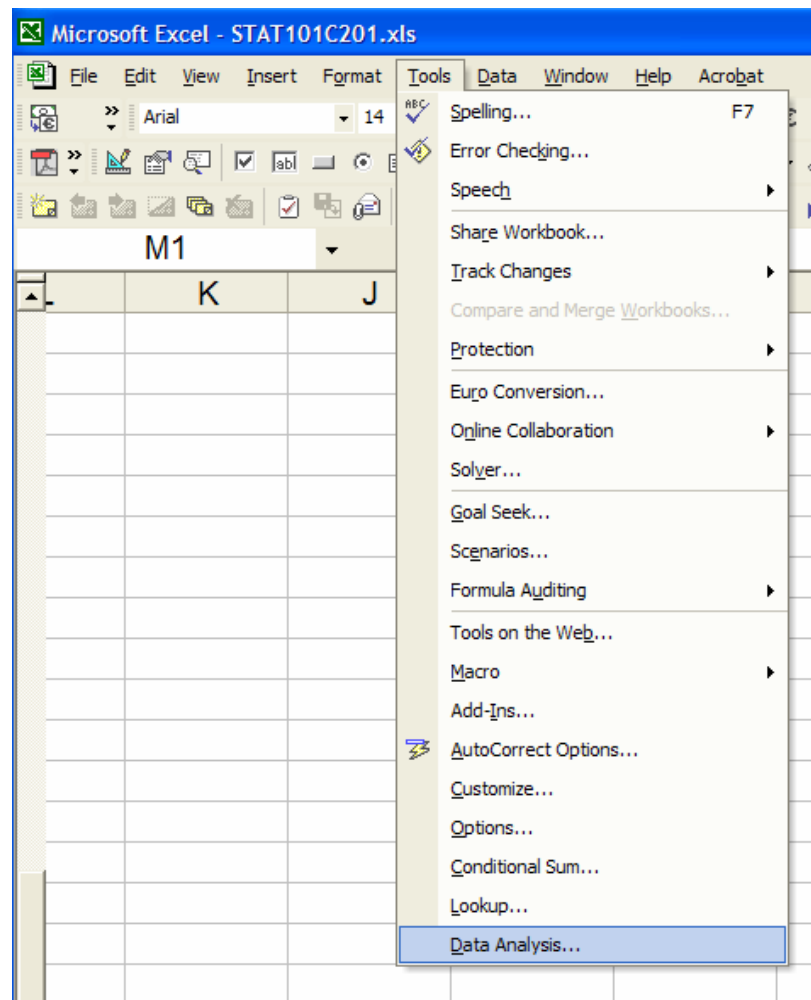 Microsoft Excel - STAT101C201.xls
File Edit View Insert Format Tools Data Window Help Acrobat
Arial 14
ABC Spelling... F7
Error Checking...
abl
Speech
Share Workbook...
M1
Track Changes
K J
Compare and Merge Workbooks...
Protection
Euro Conversion...
Online Collaboration
Solver...
Goal Seek...
Scenarios...
Formula Auditing
Tools on the Web...
Macro
Add-Ins...
AutoCorrect Options...
Customize...
Options...
Conditional Sum...
Lookup...
Data Analysis...